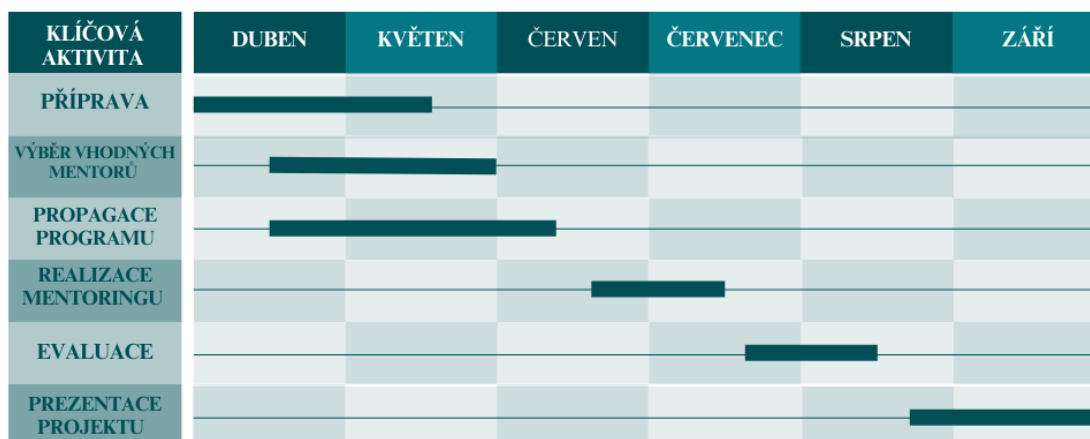 KLÍČOVÁ
AKTIVITA
DUBEN
KVĚTEN
ČERVEN
ČERVENEC
SRPEN
ZÁŘÍ
PŘÍPRAVA
VÝBĚR VHODNÝCH
MENTORŮ
PROPAGACE
PROGRAMU
REALIZACE
MENTORINGU
EVALUACE
PREZENTACE
PROJEKTU